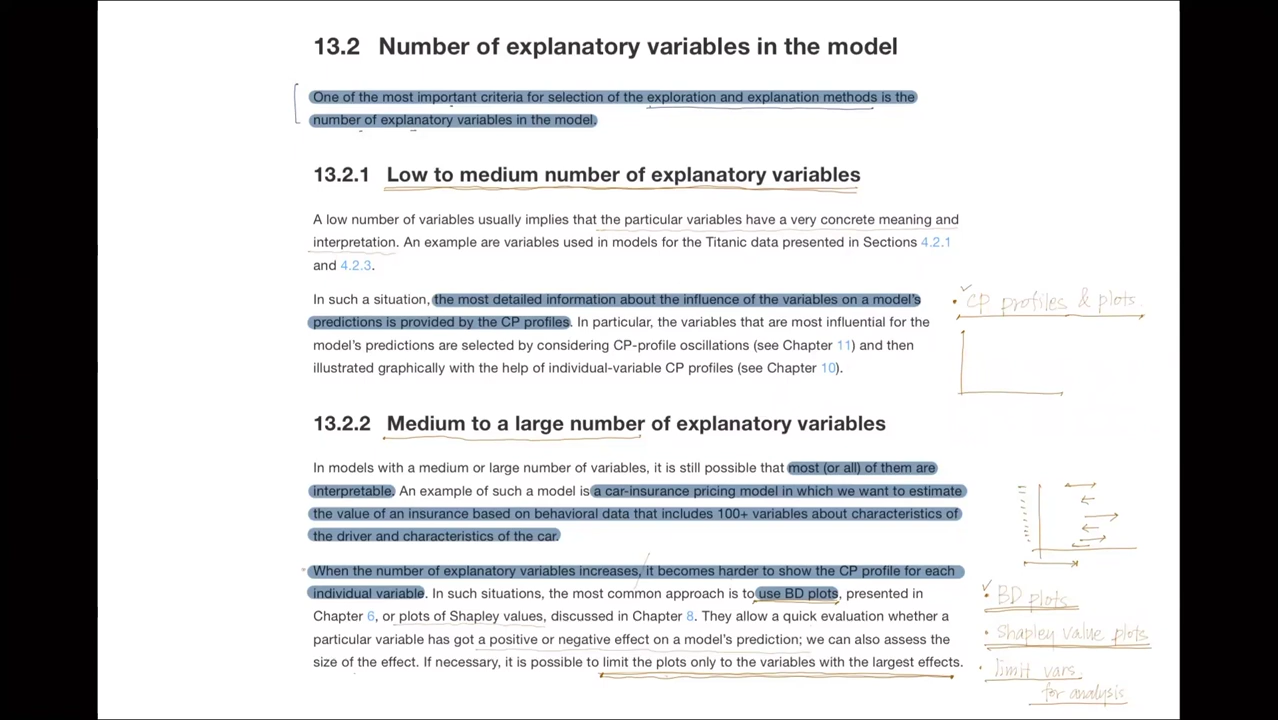 13.2 Number of explanatory variables in the model
One of the most important criteria for selection of the exploration and explanation methods is the
number of explanatory variables in the model.
13.2.1 Low to medium number of explanatory variables
A low number of variables usually implies that the particular variables have a very concrete meaning and
interpretation. An example are variables used in models for the Titanic data presented in Sections 4.2.1
and 4.2.3.
In such a situation, the most detailed information about the influence of the variables on a model's
predictions is provided by the CP profiles. In particular, the variables that are most influential for the
model's predictions are selected by considering CP-profile oscillations (see Chapter 11) and then
illustrated graphically with the help of individual-variable CP profiles (see Chapter 10).
• CP profiles & plots.
13.2.2 Medium to a large number of explanatory variables
In models with a medium or large number of variables, it is still possible that most (or all) of them are
interpretable. An example of such a model is a car-insurance pricing model in which we want to estimate
the value of an insurance based on behavioral data that includes 100+ variables about characteristics of
the driver and characteristics of the car.
When the number of explanatory variables increases, it becomes harder to show the CP profile for each
individual variable. In such situations, the most common approach is to use BD plots, presented in
Chapter 6, or plots of Shapley values, discussed in Chapter 8. They allow a quick evaluation whether a
particular variable has got a positive or negative effect on a model's prediction; we can also assess the
size of the effect. If necessary, it is possible to limit the plots only to the variables with the largest effects.
• BD plots
• Shapley value plots
• limit vars.
for analysis